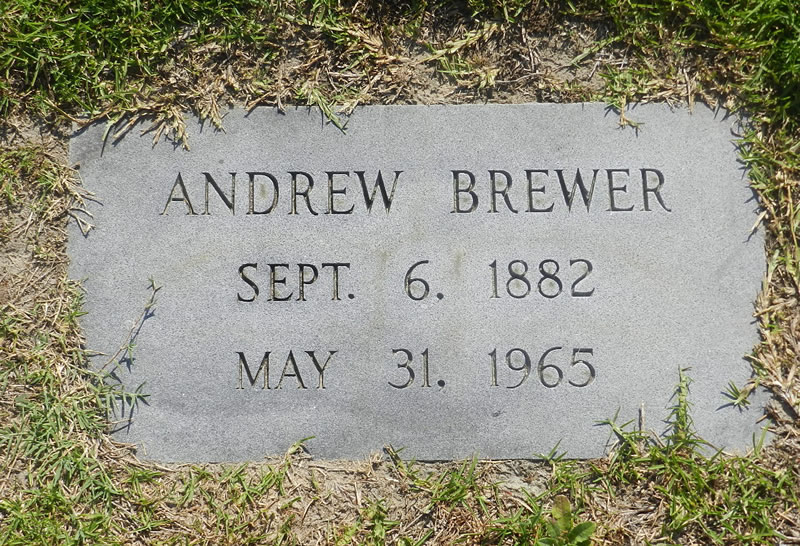 ANDREW BREWER
SEPT. 6. 1882
MAY 31. 1965